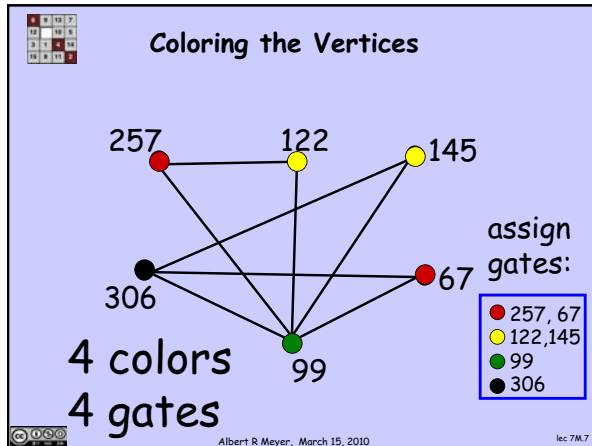 Coloring the Vertices
257
122
145
306
67
99
4 colors
4 gates
assign
gates:
257, 67
122,145
99
306
Albert R Meyer, March 15, 2010
lec 7M.7